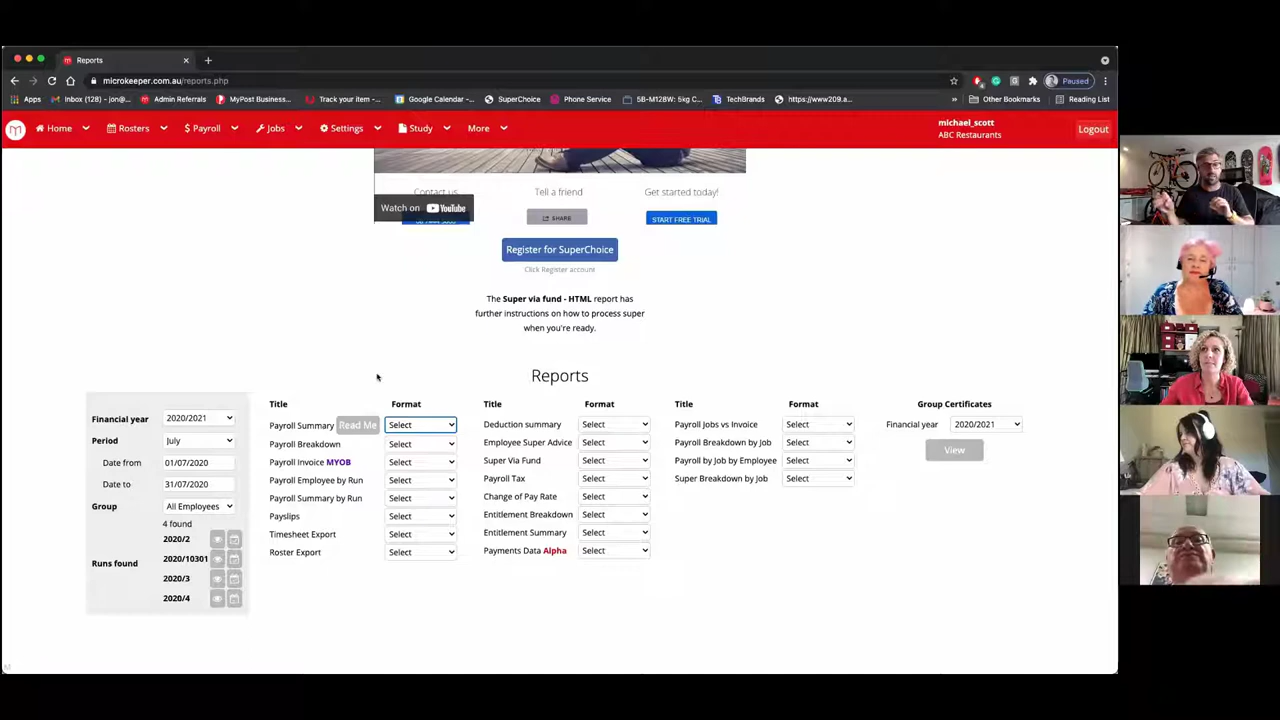 Reports
microkeeper.com.au/reports.php
Paused
Apps
Inbox (128) - jon@...
Admin Referrals
MyPost Business...
Track your item -...
Google Calendar -...
SuperChoice
Phone Service
5B-M12BW: 5kg C...
TechBrands
https://www209.a...
Other Bookmarks
Reading List
Home
Rosters
$ Payroll
Jobs
Settings
Study
More
michael_scott
ABC Restaurants
Logout
Contact us
Tell a friend
Get started today!
Watch on YouTube
SHARE
START FREE TRIAL
Register for SuperChoice
Click Register account
The Super via fund - HTML report has
further instructions on how to process super
when you're ready.
Reports
Financial year 2020/2021
Period July
Date from 01/07/2020
Date to 31/07/2020
Group All Employees
4 found
Runs found
2020/2
2020/10301
2020/3
2020/4
Title Format
Payroll Summary Read Me Select
Payroll Breakdown Select
Payroll Invoice MYOB Select
Payroll Employee by Run Select
Payroll Summary by Run Select
Payslips Select
Timesheet Export Select
Roster Export Select
Title Format
Deduction summary Select
Employee Super Advice Select
Super Via Fund Select
Payroll Tax Select
Change of Pay Rate Select
Entitlement Breakdown Select
Entitlement Summary Select
Payments Data Alpha Select
Title Format
Payroll Jobs vs Invoice Select
Payroll Breakdown by Job Select
Payroll by Job by Employee Select
Super Breakdown by Job Select
Group Certificates
Financial year 2020/2021
View